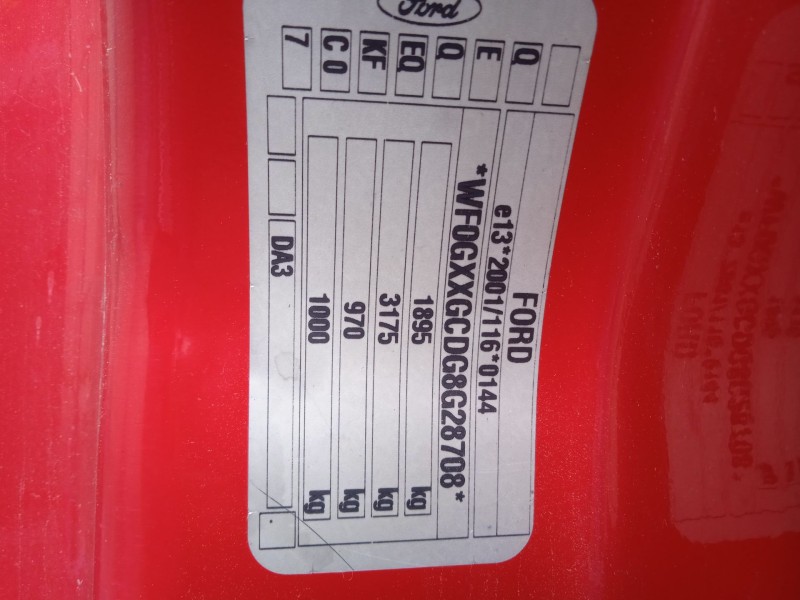 Ford
Q E Q EQ KF C0 7
FORD
e13*2001/116*0144
*WF0GXXGCDG8G28708*
1895 kg
3175 kg
970 kg
1000 kg
DA3